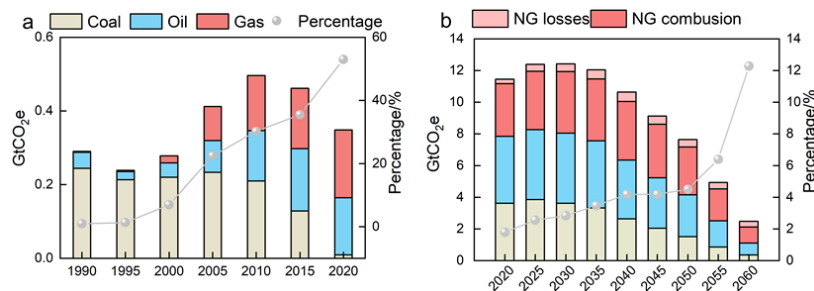 a
Coal Oil Gas Percentage
0.6
0.4
0.2
0.0
GtCO2e
60
40
20
0
Percentage/%
1990 1995 2000 2005 2010 2015 2020
b
NG losses NG combusion
14
12
10
8
6
4
2
0
GtCO2e
14
12
10
8
6
4
2
0
Percentage/%
2020 2025 2030 2035 2040 2045 2050 2055 2060